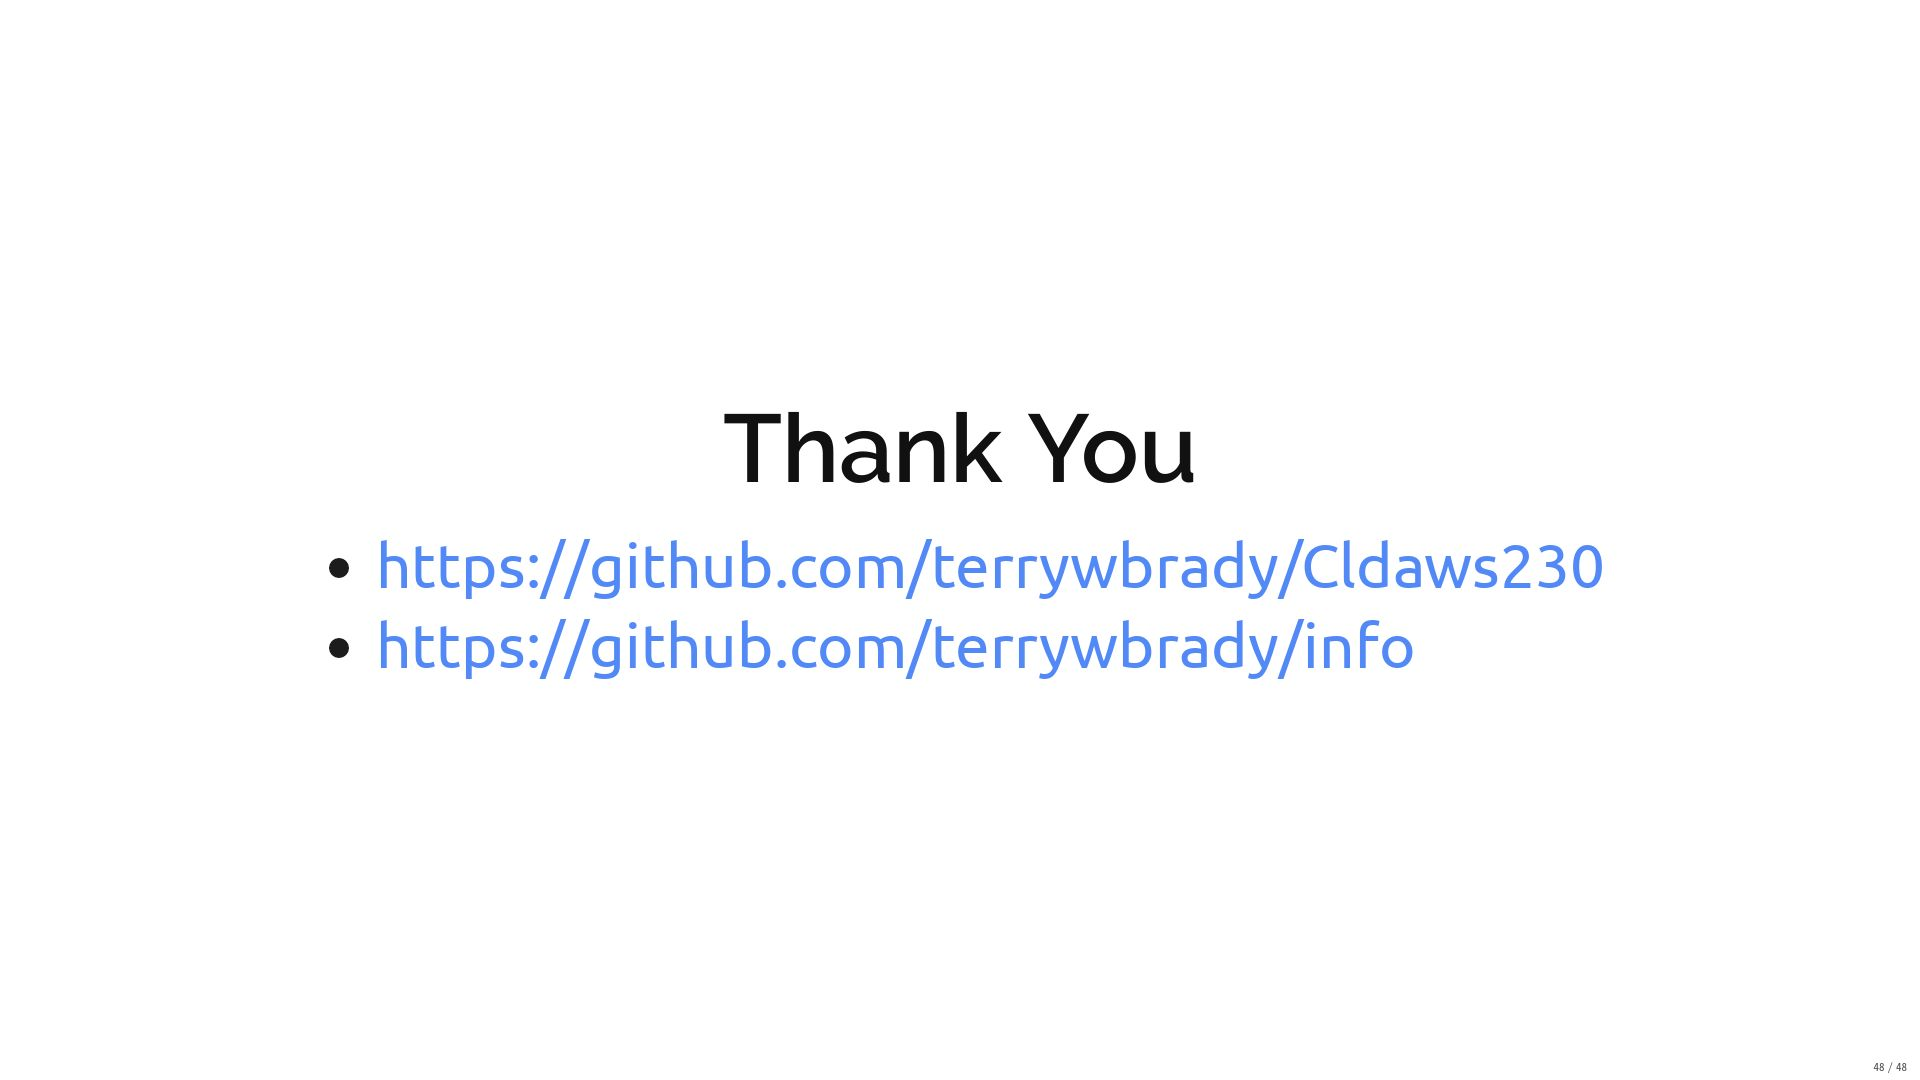 Thank You
• https://github.com/terrywbrady/Cldaws230
• https://github.com/terrywbrady/info
48 / 48